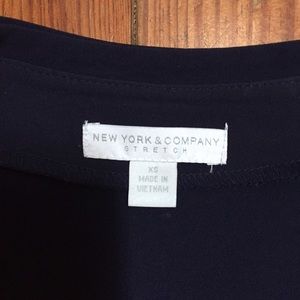 NEW YORK & COMPANY
STRETCH
XS
MADE IN
VIETNAM